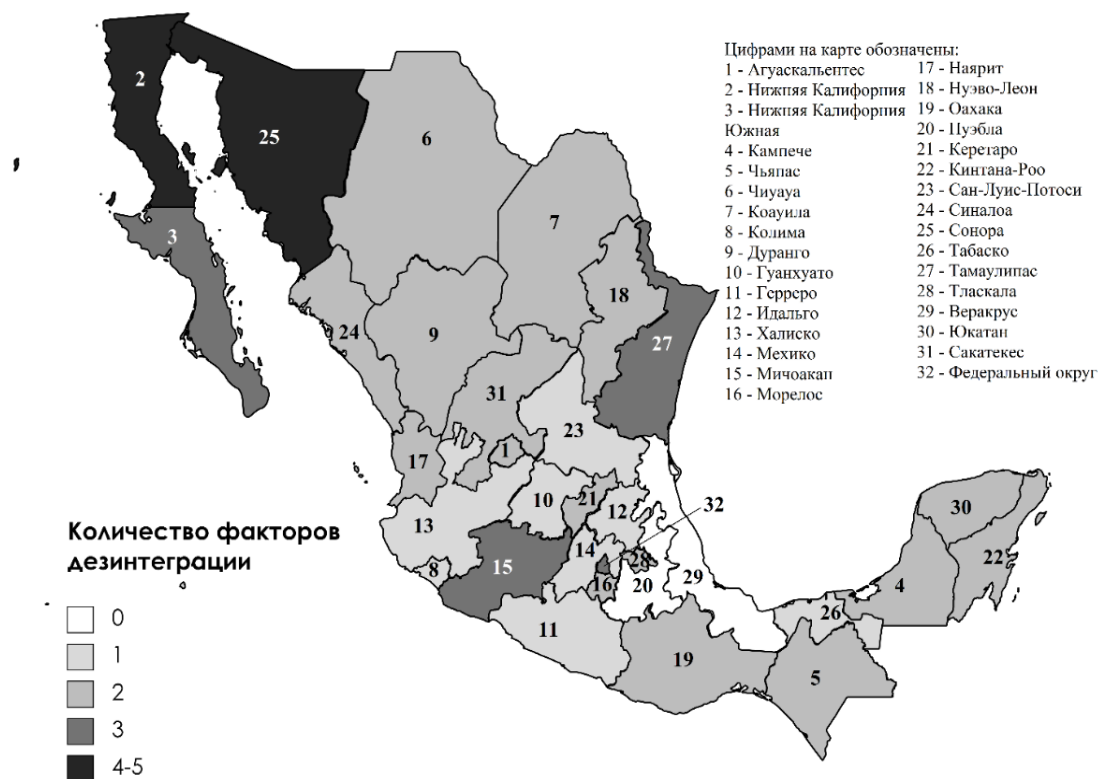 Цифрами на карте обозначены:
1 - Агуаскальентес
2 - Нижняя Калифорпия
3 - Нижняя Калифорпия
Южная
4 - Кампече
5 - Чьяпас
6 - Чиуауа
7 - Коауила
8 - Колима
9 - Дуранго
10 - Гуанхуато
11 - Герреро
12 - Идальго
13 - Халиско
14 - Мехико
15 - Мичоакап
16 - Морелос
17 - Наярит
18 - Нуэво-Леон
19 - Оахака
20 - Пуэбла
21 - Керетаро
22 - Кинтана-Роо
23 - Сан-Луис-Потоси
24 - Синалоа
25 - Сонора
26 - Табаско
27 - Тамаулипас
28 - Тласкала
29 - Веракрус
30 - Юкатан
31 - Сакатекес
32 - Федеральный округ
2
25
6
3
7
18
24
9
27
31
23
17
1
10
21
12
32
13
14
28
8
15
16
20
29
30
22
4
26
11
19
5
Количество факторов
дезинтеграции
0
1
2
3
4-5